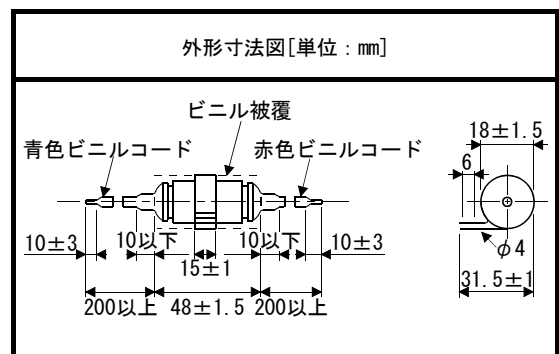 外形寸法図[単位：㎜]
ビニル被覆
青色ビニルコード
赤色ビニルコード
18±1.5
6
10±3
10以下
15±1
10以下
10±3
φ4
31.5±1
200以上
48±1.5
200以上